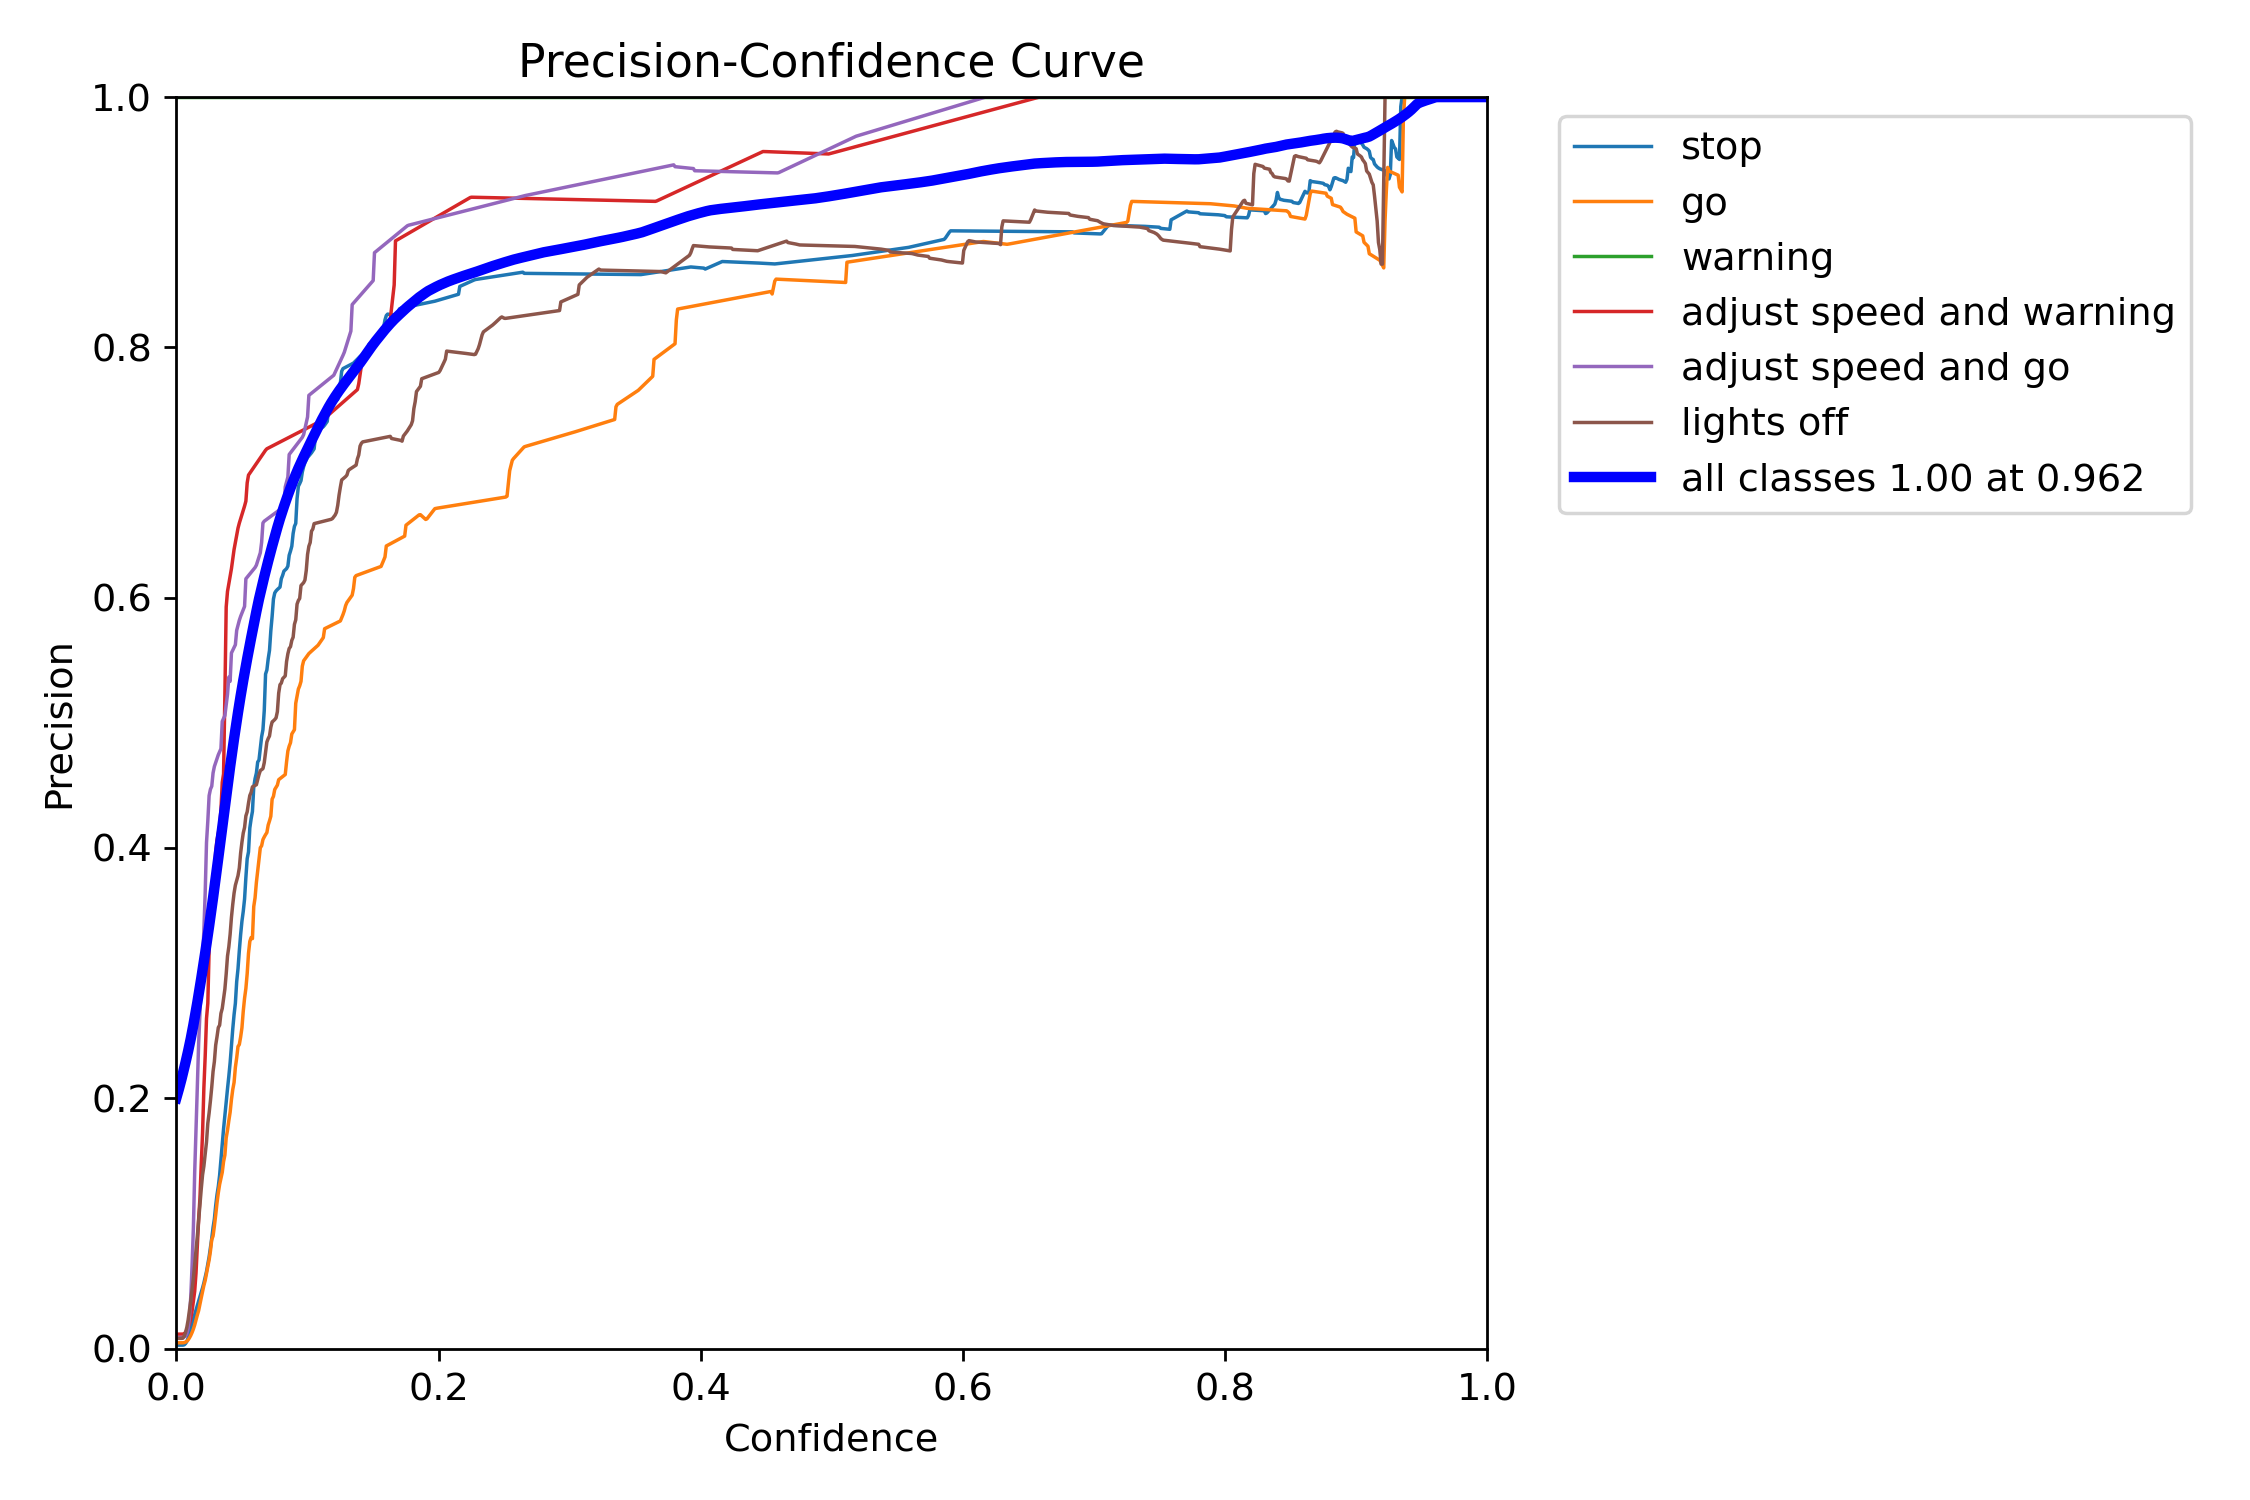 Precision-Confidence Curve
1.0
0.8
0.6
0.4
0.2
0.0
Precision
0.0 0.2 0.4 0.6 0.8 1.0
Confidence
stop
go
warning
adjust speed and warning
adjust speed and go
lights off
all classes 1.00 at 0.962